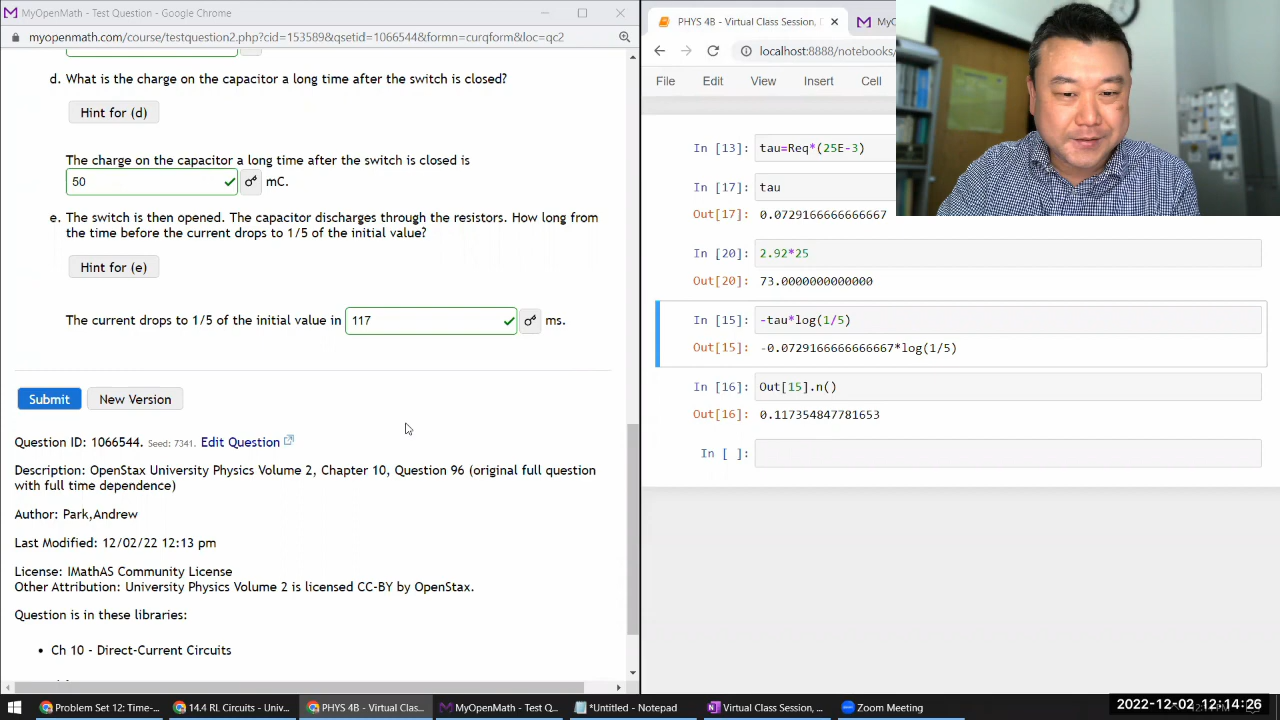 MyOpenMath - Test Question - Google Chrome
myopenmath.com/course/testquestion2.php?cid=153589&qsetid=1066544&formn=curqform&loc=qc2
d. What is the charge on the capacitor a long time after the switch is closed?
Hint for (d)
The charge on the capacitor a long time after the switch is closed is
50 mC.
e. The switch is then opened. The capacitor discharges through the resistors. How long from
the time before the current drops to 1/5 of the initial value?
Hint for (e)
The current drops to 1/5 of the initial value in 117 ms.
Submit New Version
Question ID: 1066544. Seed: 7341. Edit Question
Description: OpenStax University Physics Volume 2, Chapter 10, Question 96 (original full question
with full time dependence)
Author: Park,Andrew
Last Modified: 12/02/22 12:13 pm
License: IMathAS Community License
Other Attribution: University Physics Volume 2 is licensed CC-BY by OpenStax.
Question is in these libraries:
• Ch 10 - Direct-Current Circuits
PHYS 4B - Virtual Class Session, D
MyO
localhost:8888/notebooks/
File Edit View Insert Cell
In [13]: tau=Req*(25E-3)
In [17]: tau
Out[17]: 0.0729166666666667
In [20]: 2.92*25
Out[20]: 73.0000000000000
In [15]: -tau*log(1/5)
Out[15]: -0.0729166666666667*log(1/5)
In [16]: Out[15].n()
Out[16]: 0.117354847781653
In [ ]:
Problem Set 12: Time-... 14.4 RL Circuits - Univ... PHYS 4B - Virtual Clas... MyOpenMath - Test Q... *Untitled - Notepad Virtual Class Session, ... Zoom Meeting
2022-12-02 12:14:26